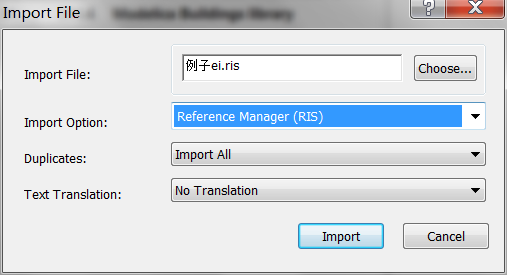 Modelica Buildings library
Import File
Import File:
例子ei.ris
Choose...
Import Option:
Reference Manager (RIS)
Duplicates:
Import All
Text Translation:
No Translation
Import
Cancel